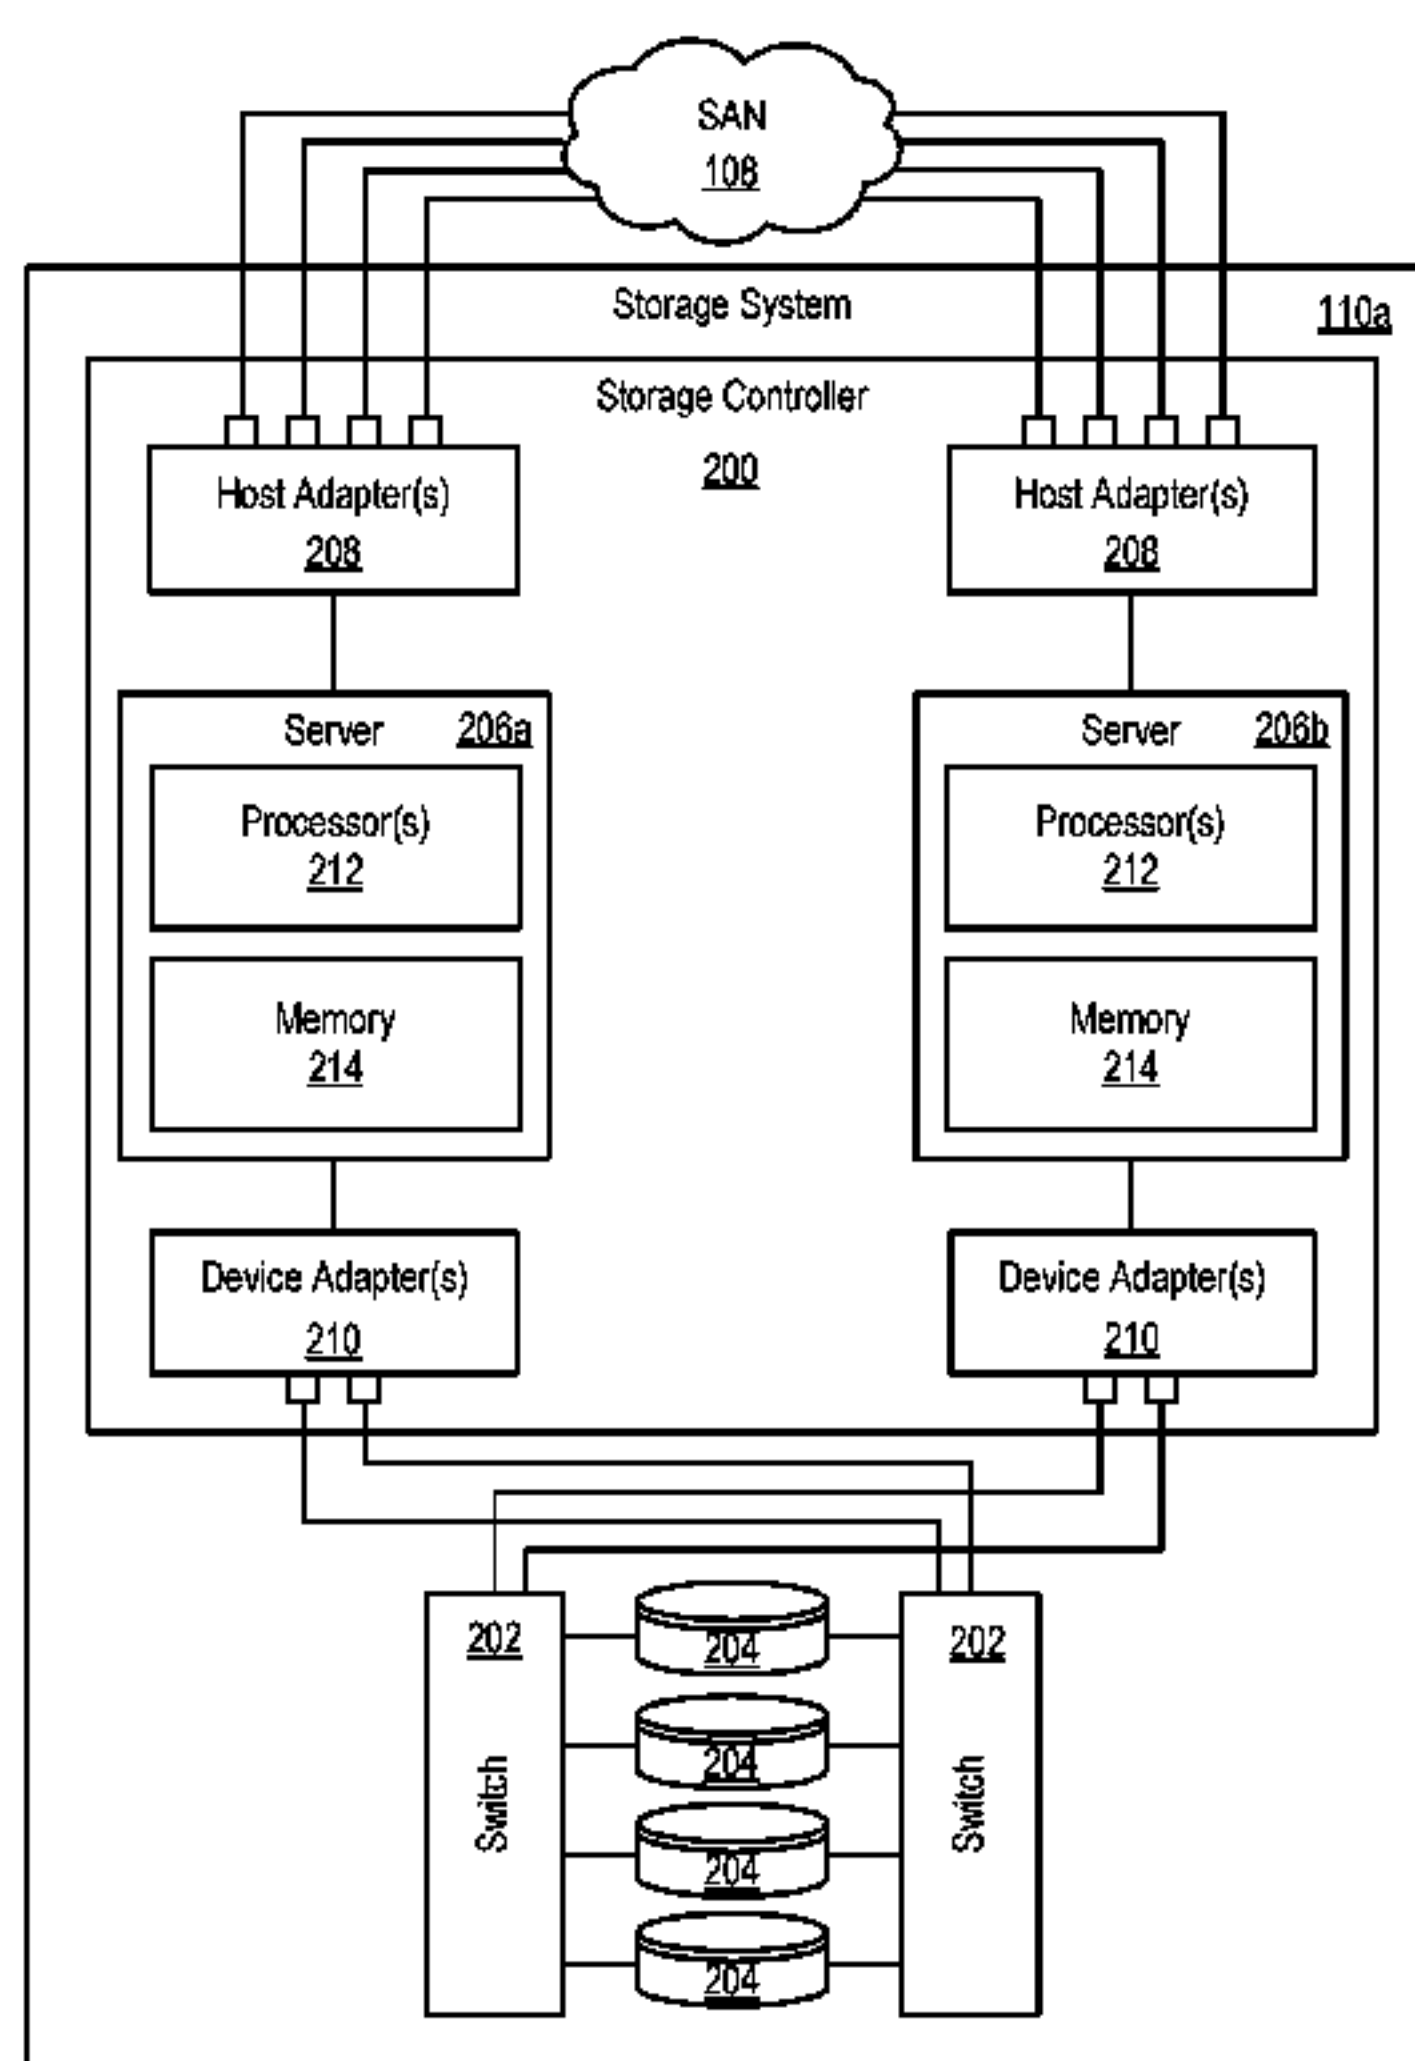 SAN
108
Storage System
110a
Storage Controller
200
Host Adapter(s)
208
Host Adapter(s)
208
Server
206a
Server
206b
Processor(s)
212
Processor(s)
212
Memory
214
Memory
214
Device Adapter(s)
210
Device Adapter(s)
210
202
Switch
204
204
204
204
202
Switch